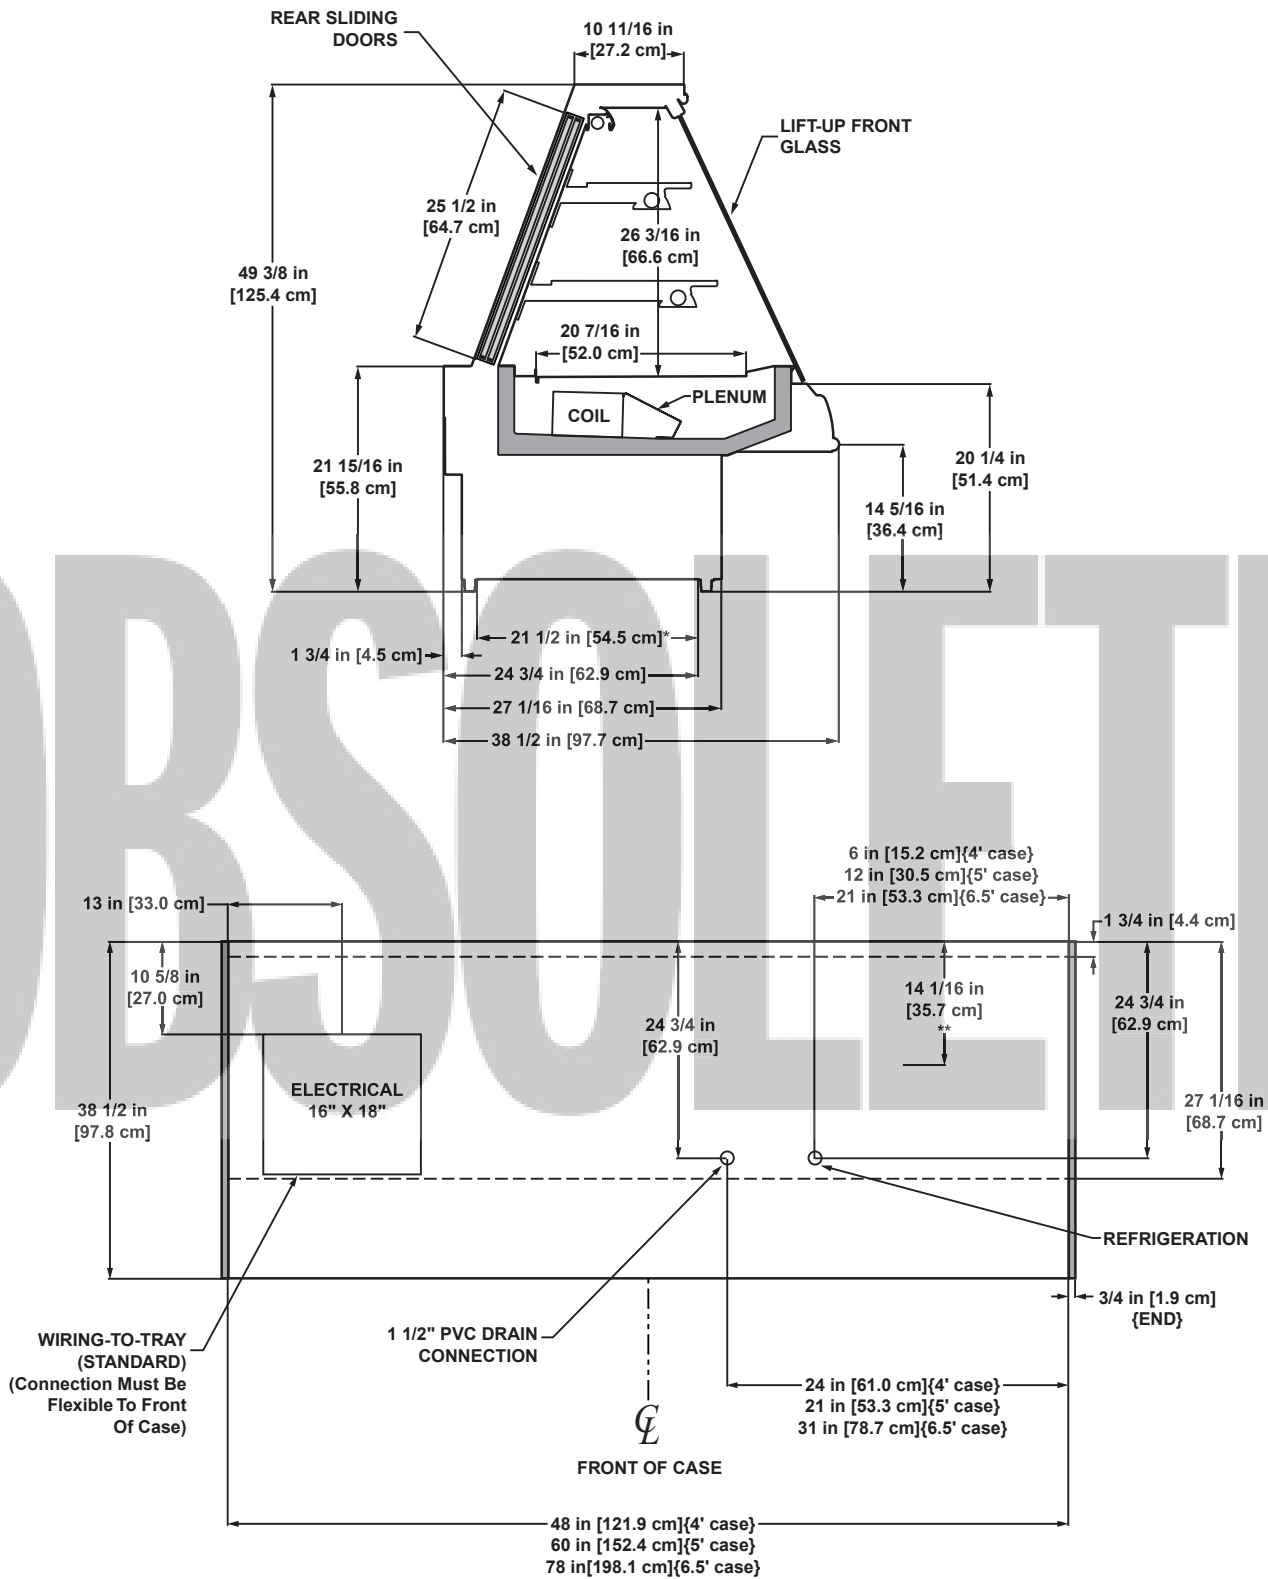 REAR SLIDING
DOORS
10 11/16 in
[27.2 cm]
LIFT-UP FRONT
GLASS
25 1/2 in
[64.7 cm]
26 3/16 in
[66.6 cm]
49 3/8 in
[125.4 cm]
20 7/16 in
[52.0 cm]
PLENUM
COIL
21 15/16 in
[55.8 cm]
20 1/4 in
[51.4 cm]
14 5/16 in
[36.4 cm]
OBSOLETE
21 1/2 in [54.5 cm]*
1 3/4 in [4.5 cm]
24 3/4 in [62.9 cm]
27 1/16 in [68.7 cm]
38 1/2 in [97.7 cm]
6 in [15.2 cm]{4' case}
12 in [30.5 cm]{5' case}
21 in [53.3 cm]{6.5' case}
13 in [33.0 cm]
1 3/4 in [4.4 cm]
10 5/8 in
[27.0 cm]
14 1/16 in
[35.7 cm]
**
24 3/4 in
[62.9 cm]
24 3/4 in
[62.9 cm]
ELECTRICAL
16" X 18"
38 1/2 in
[97.8 cm]
27 1/16 in
[68.7 cm]
REFRIGERATION
3/4 in [1.9 cm]
{END}
WIRING-TO-TRAY
(STANDARD)
(Connection Must Be
Flexible To Front
Of Case)
1 1/2" PVC DRAIN
CONNECTION
24 in [61.0 cm]{4' case}
21 in [53.3 cm]{5' case}
31 in [78.7 cm]{6.5' case}
CL
FRONT OF CASE
48 in [121.9 cm]{4' case}
60 in [152.4 cm]{5' case}
78 in[198.1 cm]{6.5' case}